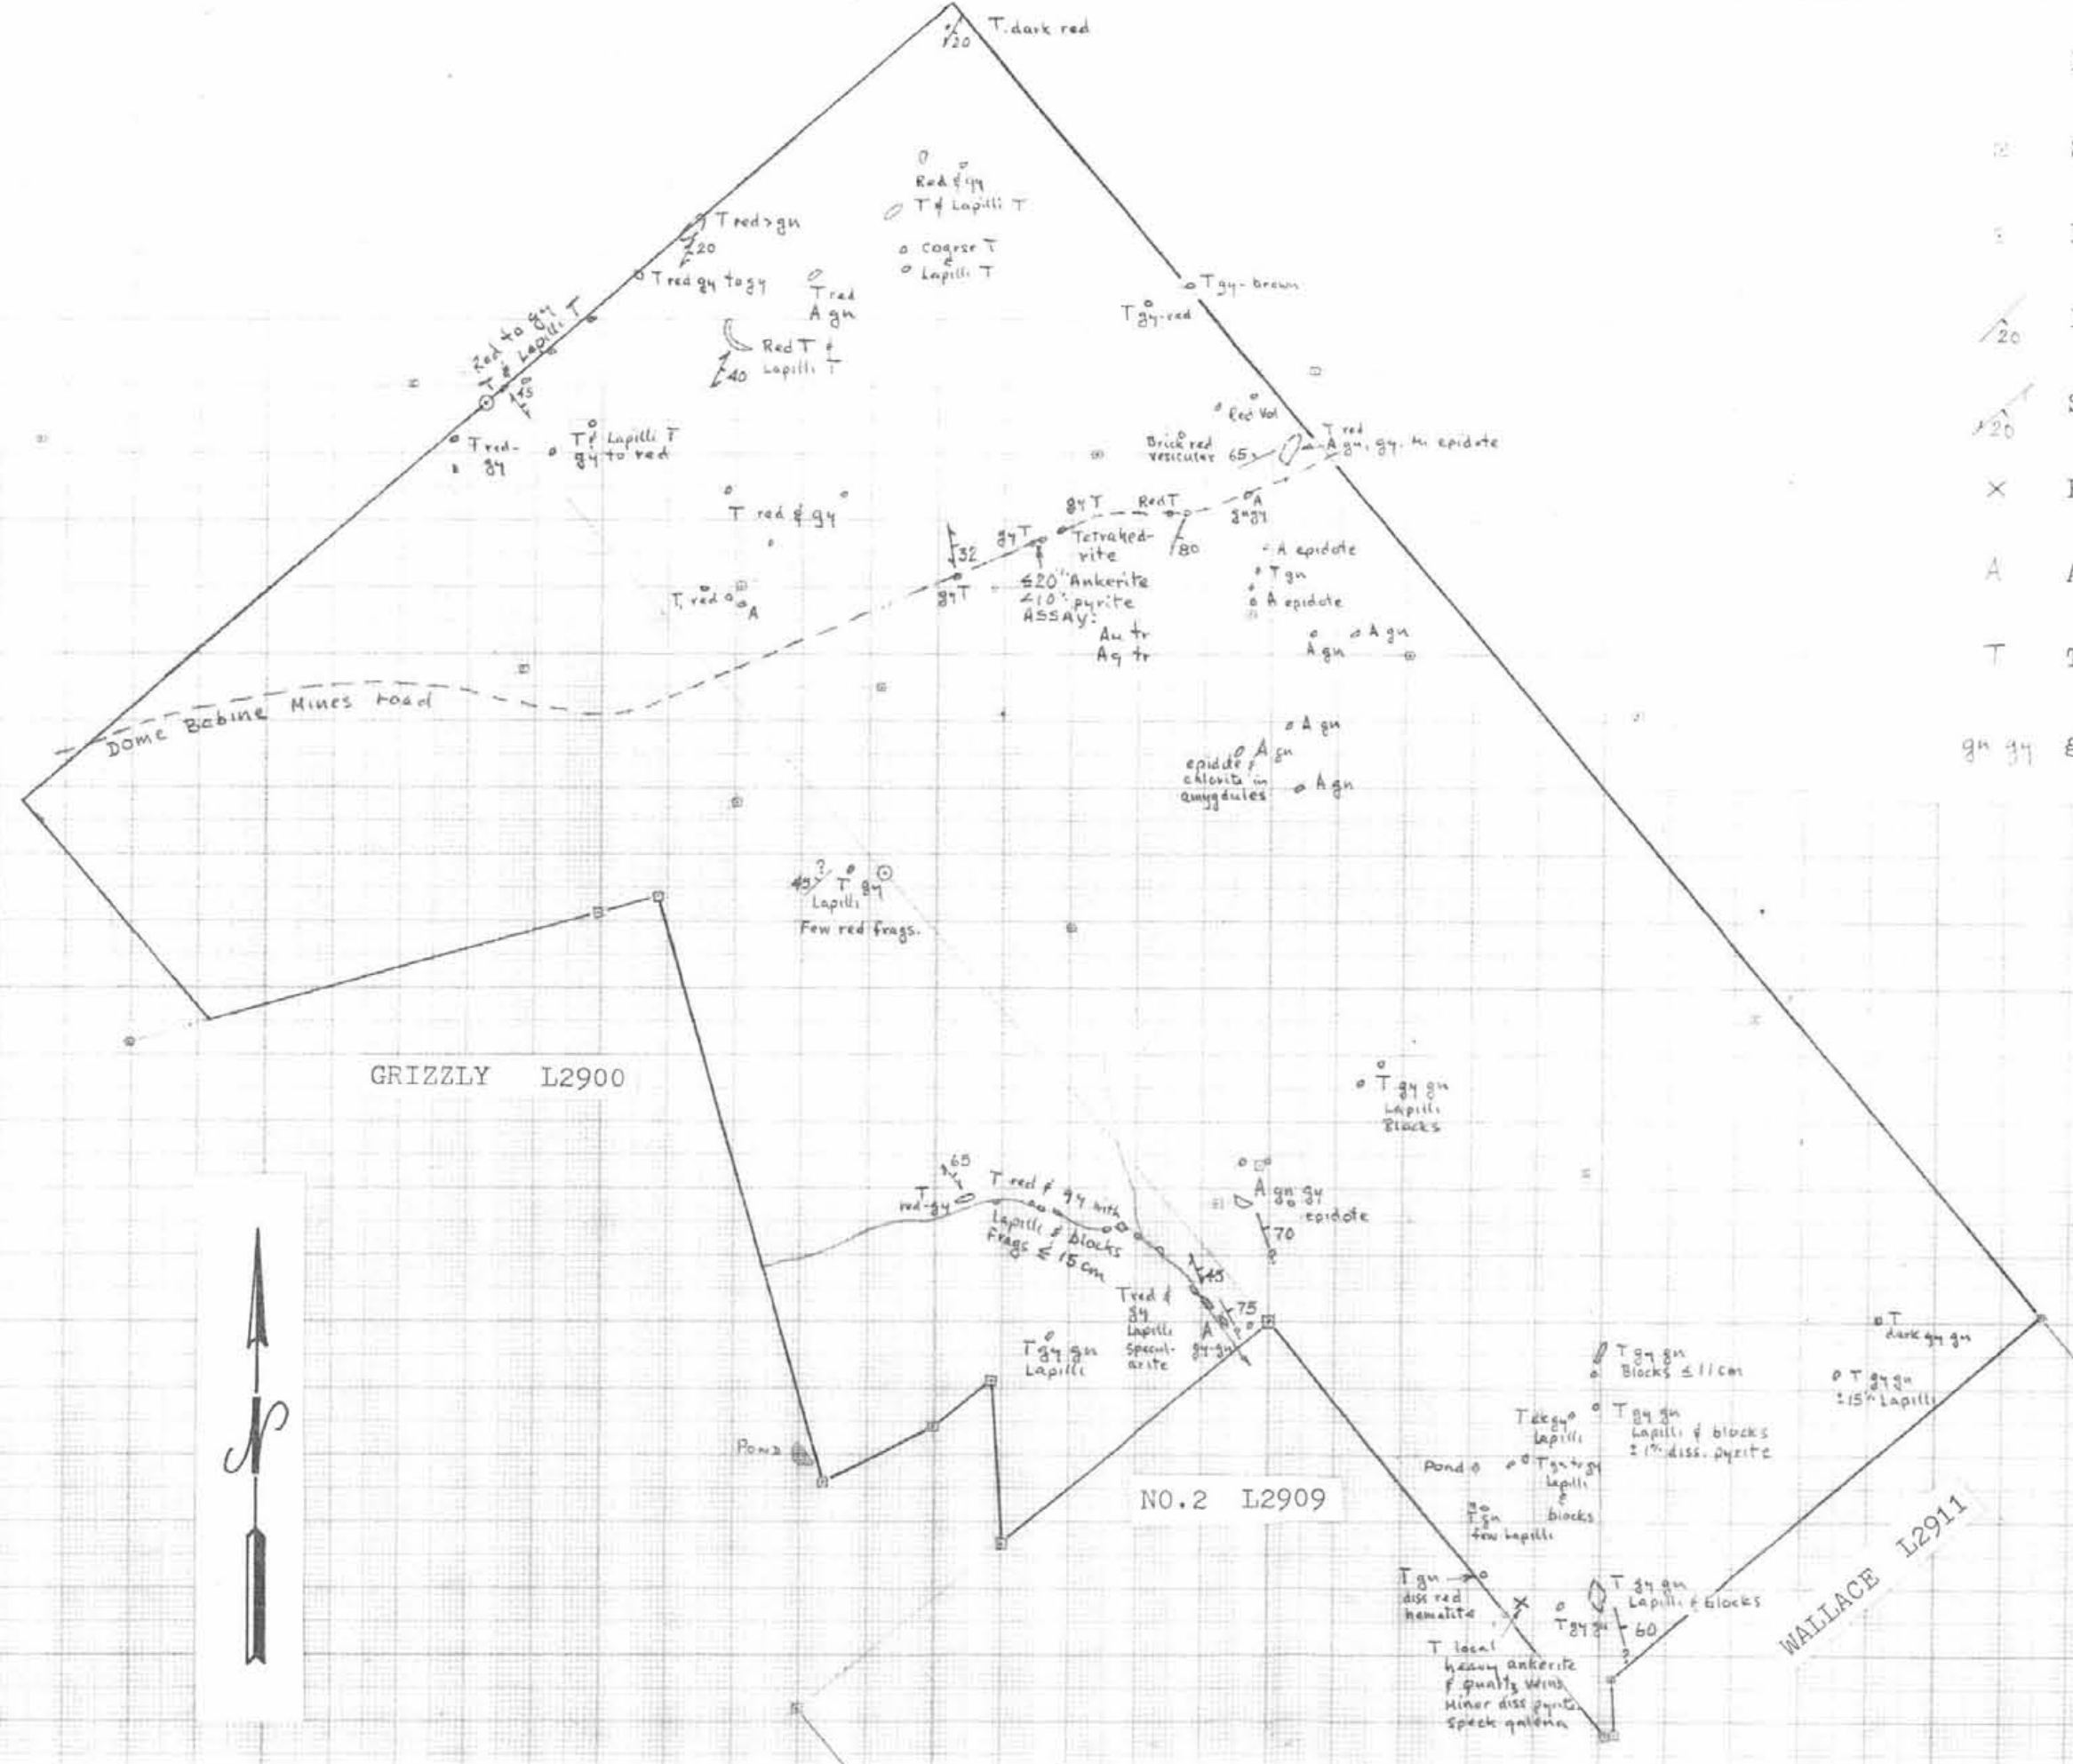 T. dark red
20
Red & gy
T & Lapilli T
T red>gn
20
Coarse T
&
Lapilli T
T red gy to gy
T red
A gn
T gy-brown
T gy-red
Red to gy
T & Lapilli T
Red T &
Lapilli T
40
45
T red-
gy
T & Lapilli T
gy to red
Red Vol
Brick red
vesicular
65
T red
A gn, gy. epidote
T red & gy
gy T
Red T
A
gn gy
32
gy T
Tetrahed-
rite
80
A epidote
T gn
A epidote
gy T
≤20% Ankerite
<10% pyrite
ASSAY:
Au tr
Ag tr
T, red
A
A gn
A gn
Dome Babine Mines road
A gn
A gn
epidote &
chlorite in
amygdules
A gn
45
?
T gy
Lapilli
Few red frags.
GRIZZLY L2900
T gy gn
Lapilli
Blocks
65
T
red-gy
T red & gy with
Lapilli & blocks
Frags ≤ 15 cm
A gn gy
epidote
70
?
45
75
T red &
gy
Lapilli
specul-
arite
A
gy-gn
T gy gn
Lapilli
T
dark gy gn
T gy gn
Blocks ≤ 11 cm
T gy gn
±15% Lapilli
T dk gy
Lapilli
T gy gn
Lapilli & blocks
± 1% diss. pyrite
POND
Pond
T gn to gy
Lapilli
&
blocks
T gn
few Lapilli
NO.2 L2909
WALLACE L2911
T gn
diss red
hematite
X
T gy gn
T gy gn
Lapilli & blocks
60
?
T local
heavy ankerite
& quartz veins
Minor diss pyrite
speck galena
N
20
20
X
A
T
gn gy